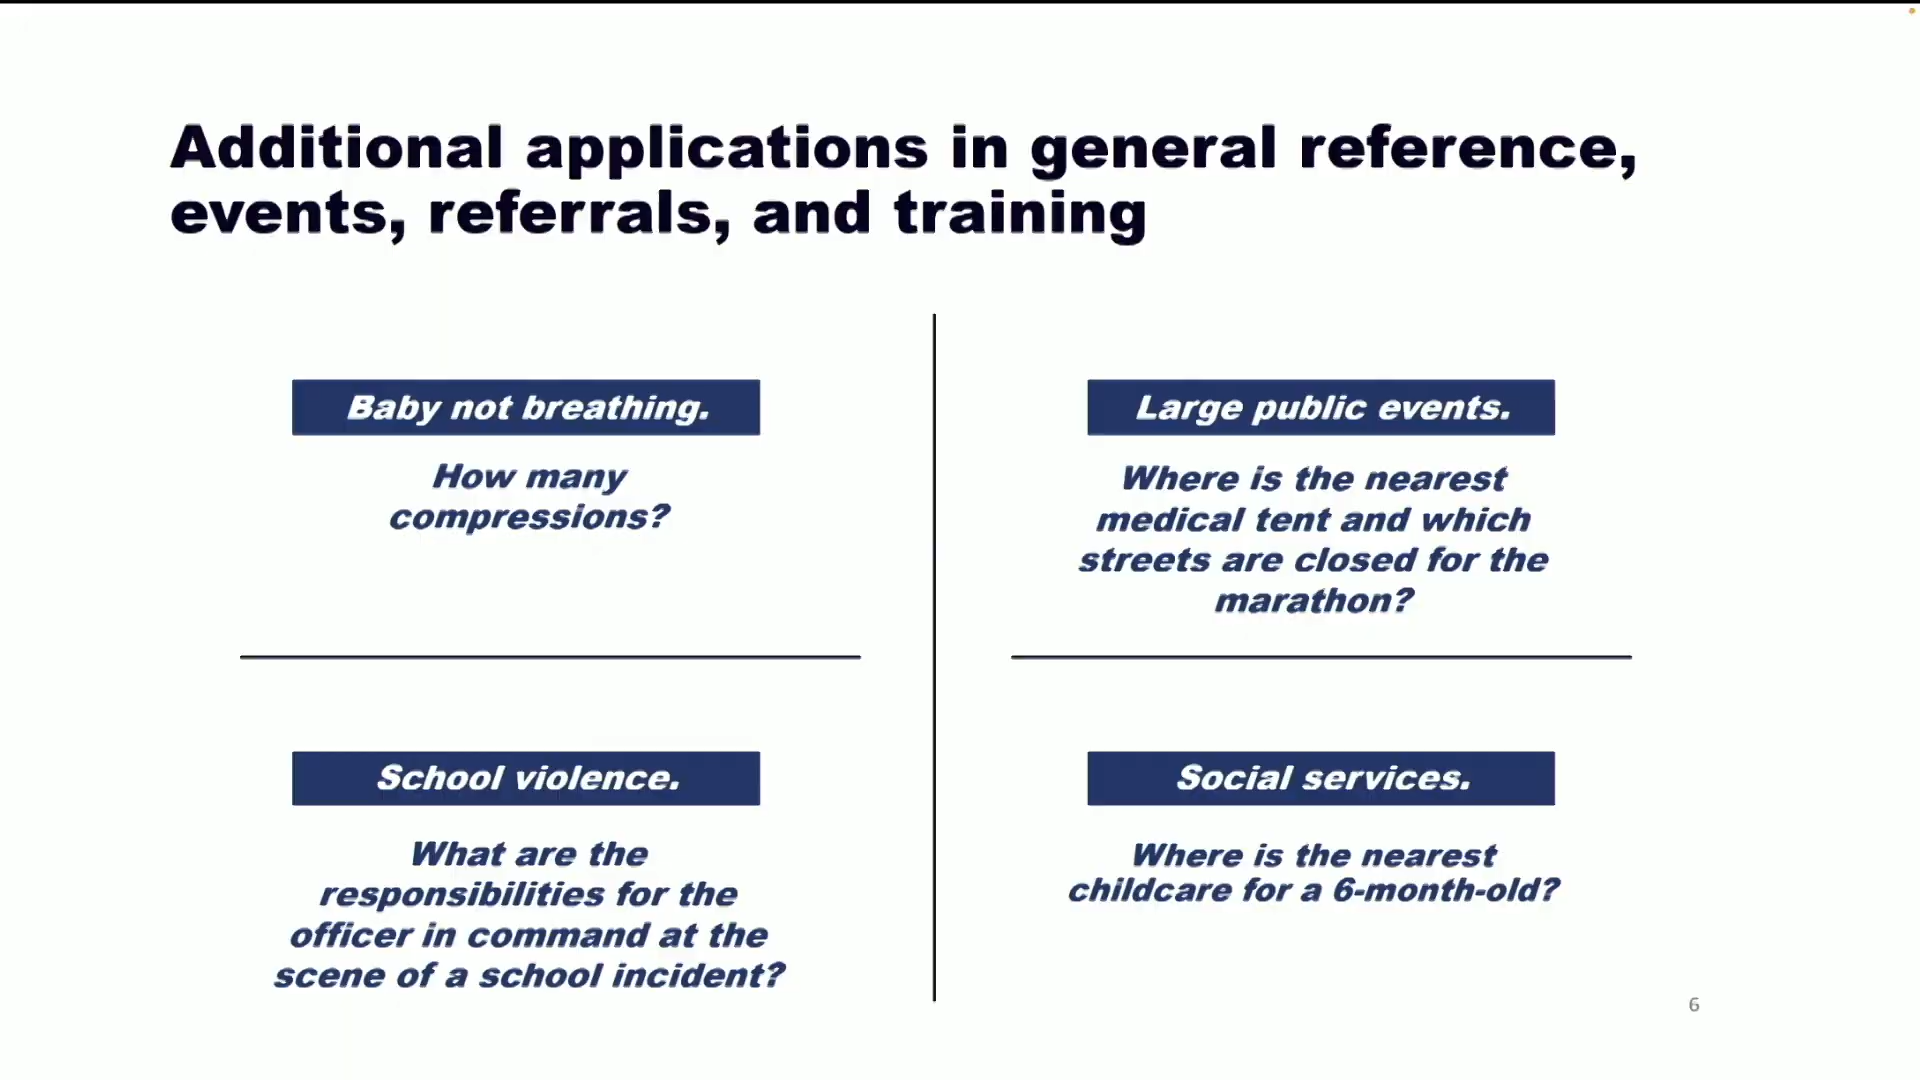 Additional applications in general reference,
events, referrals, and training
Baby not breathing.
How many
compressions?
Large public events.
Where is the nearest
medical tent and which
streets are closed for the
marathon?
School violence.
What are the
responsibilities for the
officer in command at the
scene of a school incident?
Social services.
Where is the nearest
childcare for a 6-month-old?
6